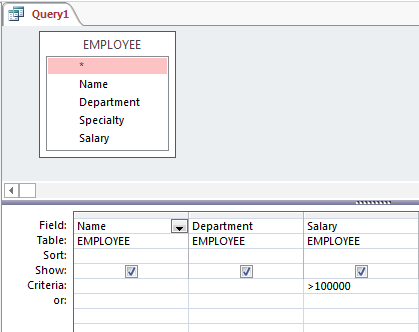 Query1
EMPLOYEE
*
Name
Department
Specialty
Salary
Field: Name Department Salary
Table: EMPLOYEE EMPLOYEE EMPLOYEE
Sort:
Show:
Criteria: >100000
or: